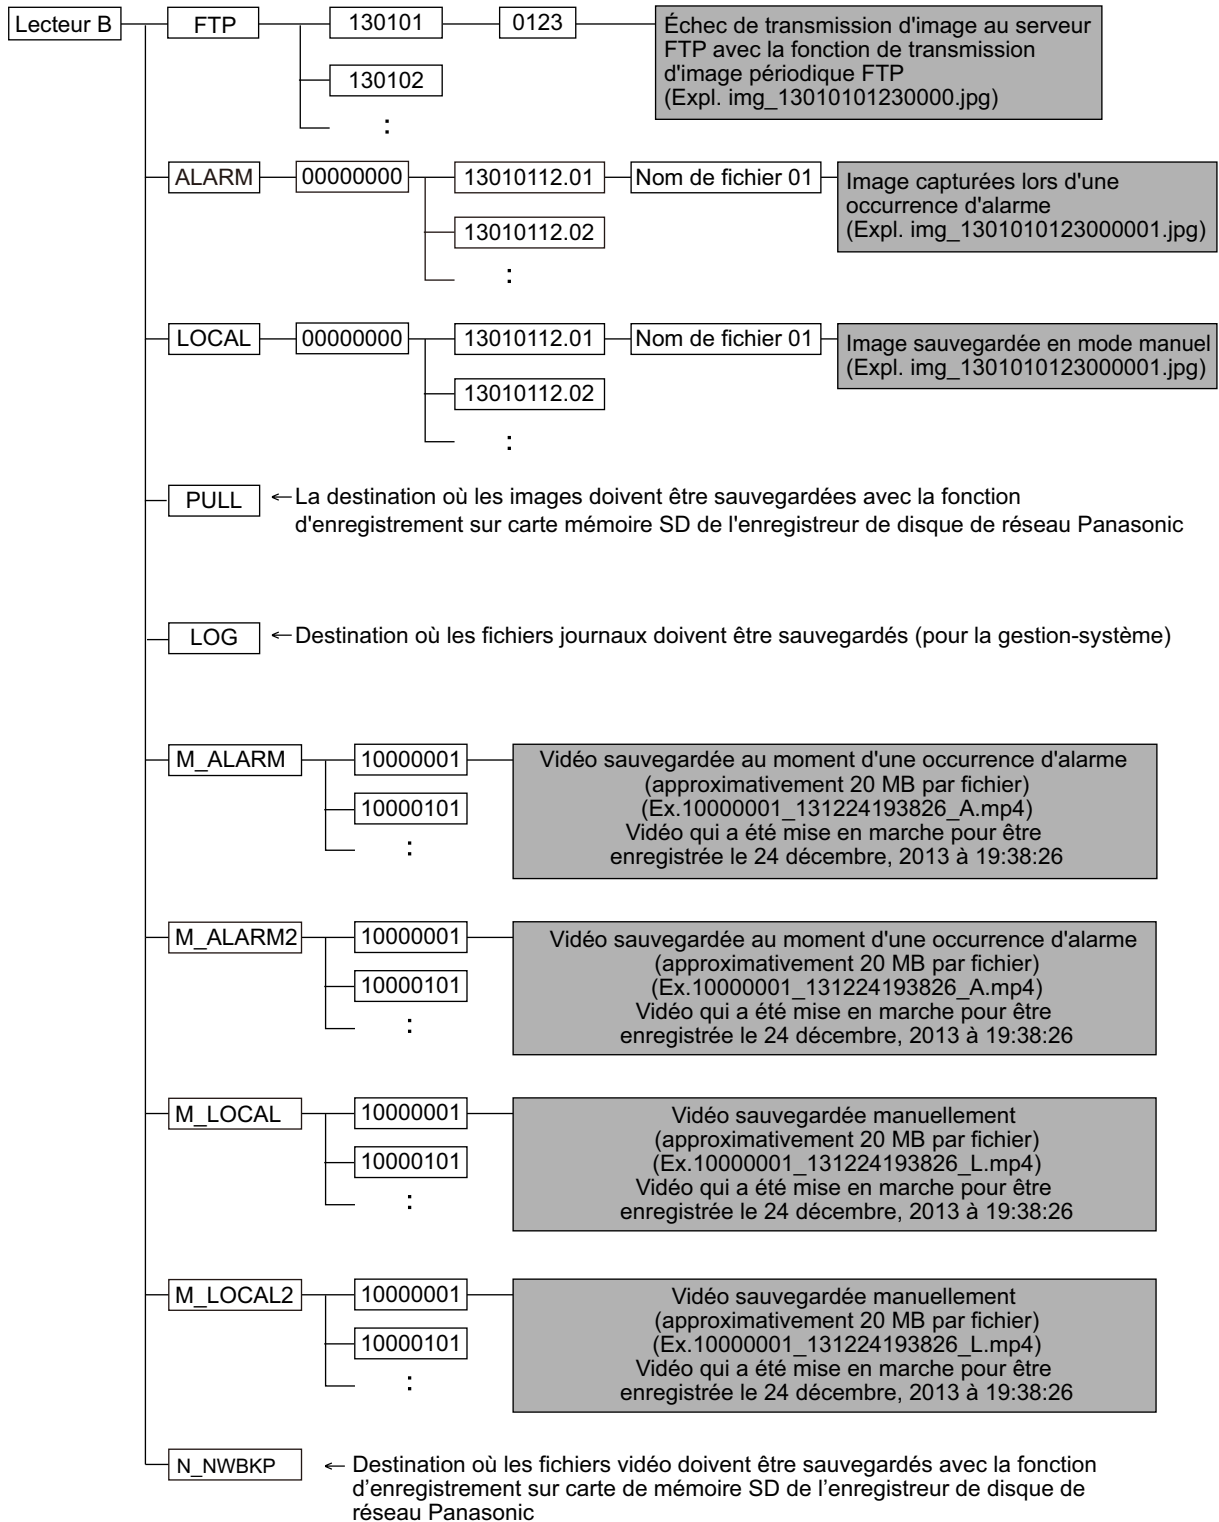 Lecteur B
FTP
130101
0123
Échec de transmission d'image au serveur
FTP avec la fonction de transmission
d'image périodique FTP
(Expl. img_13010101230000.jpg)
130102
:
ALARM
00000000
13010112.01
Nom de fichier 01
Image capturées lors d'une
occurrence d'alarme
(Expl. img_1301010123000001.jpg)
13010112.02
:
LOCAL
00000000
13010112.01
Nom de fichier 01
Image sauvegardée en mode manuel
(Expl. img_1301010123000001.jpg)
13010112.02
:
PULL
←La destination où les images doivent être sauvegardées avec la fonction
d'enregistrement sur carte mémoire SD de l'enregistreur de disque de réseau Panasonic
LOG
←Destination où les fichiers journaux doivent être sauvegardés (pour la gestion-système)
M_ALARM
10000001
Vidéo sauvegardée au moment d'une occurrence d'alarme
(approximativement 20 MB par fichier)
(Ex.10000001_131224193826_A.mp4)
Vidéo qui a été mise en marche pour être
enregistrée le 24 décembre, 2013 à 19:38:26
10000101
:
M_ALARM2
10000001
Vidéo sauvegardée au moment d'une occurrence d'alarme
(approximativement 20 MB par fichier)
(Ex.10000001_131224193826_A.mp4)
Vidéo qui a été mise en marche pour être
enregistrée le 24 décembre, 2013 à 19:38:26
10000101
:
M_LOCAL
10000001
Vidéo sauvegardée manuellement
(approximativement 20 MB par fichier)
(Ex.10000001_131224193826_L.mp4)
Vidéo qui a été mise en marche pour être
enregistrée le 24 décembre, 2013 à 19:38:26
10000101
:
M_LOCAL2
10000001
Vidéo sauvegardée manuellement
(approximativement 20 MB par fichier)
(Ex.10000001_131224193826_L.mp4)
Vidéo qui a été mise en marche pour être
enregistrée le 24 décembre, 2013 à 19:38:26
10000101
:
N_NWBKP
← Destination où les fichiers vidéo doivent être sauvegardés avec la fonction
d’enregistrement sur carte de mémoire SD de l’enregistreur de disque de
réseau Panasonic